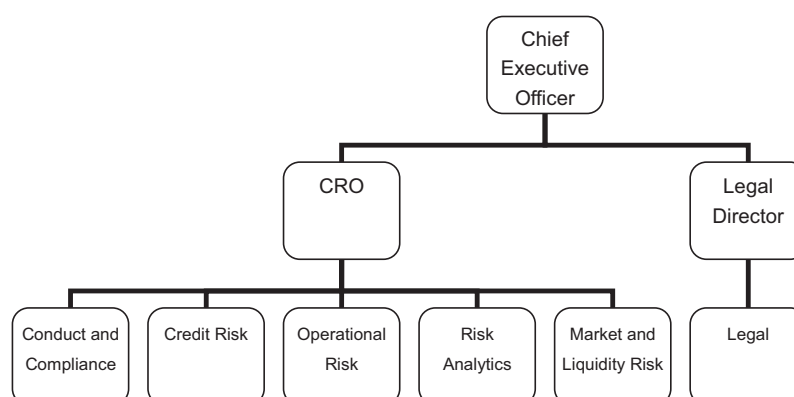 Chief
Executive
Officer
CRO
Legal
Director
Conduct and
Compliance
Credit Risk
Operational
Risk
Risk
Analytics
Market and
Liquidity Risk
Legal